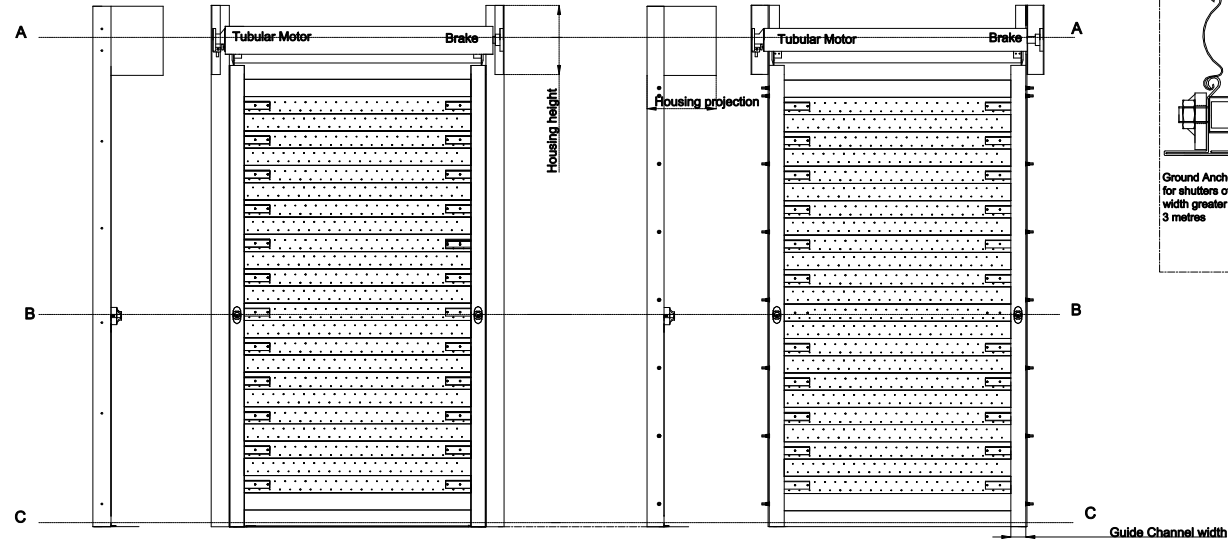 A
Tubular Motor
Brake
Housing height
Housing projection
Tubular Motor
Brake
A
Ground Anch
for shutters o
width greater
3 metres
B
B
C
C
Guide Channel width